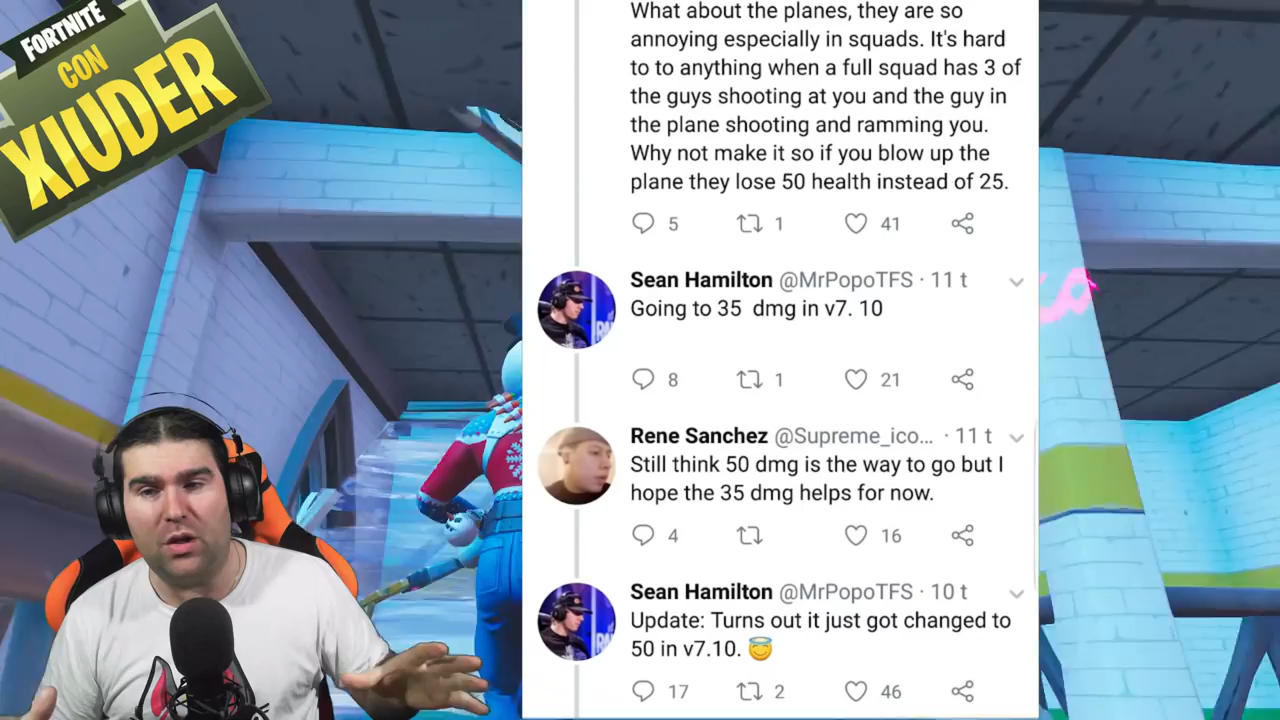 FORTNITE
CON
XIUDER
What about the planes, they are so
annoying especially in squads. It's hard
to to anything when a full squad has 3 of
the guys shooting at you and the guy in
the plane shooting and ramming you.
Why not make it so if you blow up the
plane they lose 50 health instead of 25.
5 1 41
Sean Hamilton @MrPopoTFS · 11 t
Going to 35 dmg in v7. 10
8 1 21
Rene Sanchez @Supreme_ico... · 11 t
Still think 50 dmg is the way to go but I
hope the 35 dmg helps for now.
4 16
Sean Hamilton @MrPopoTFS · 10 t
Update: Turns out it just got changed to
50 in v7.10. 😇
17 2 46